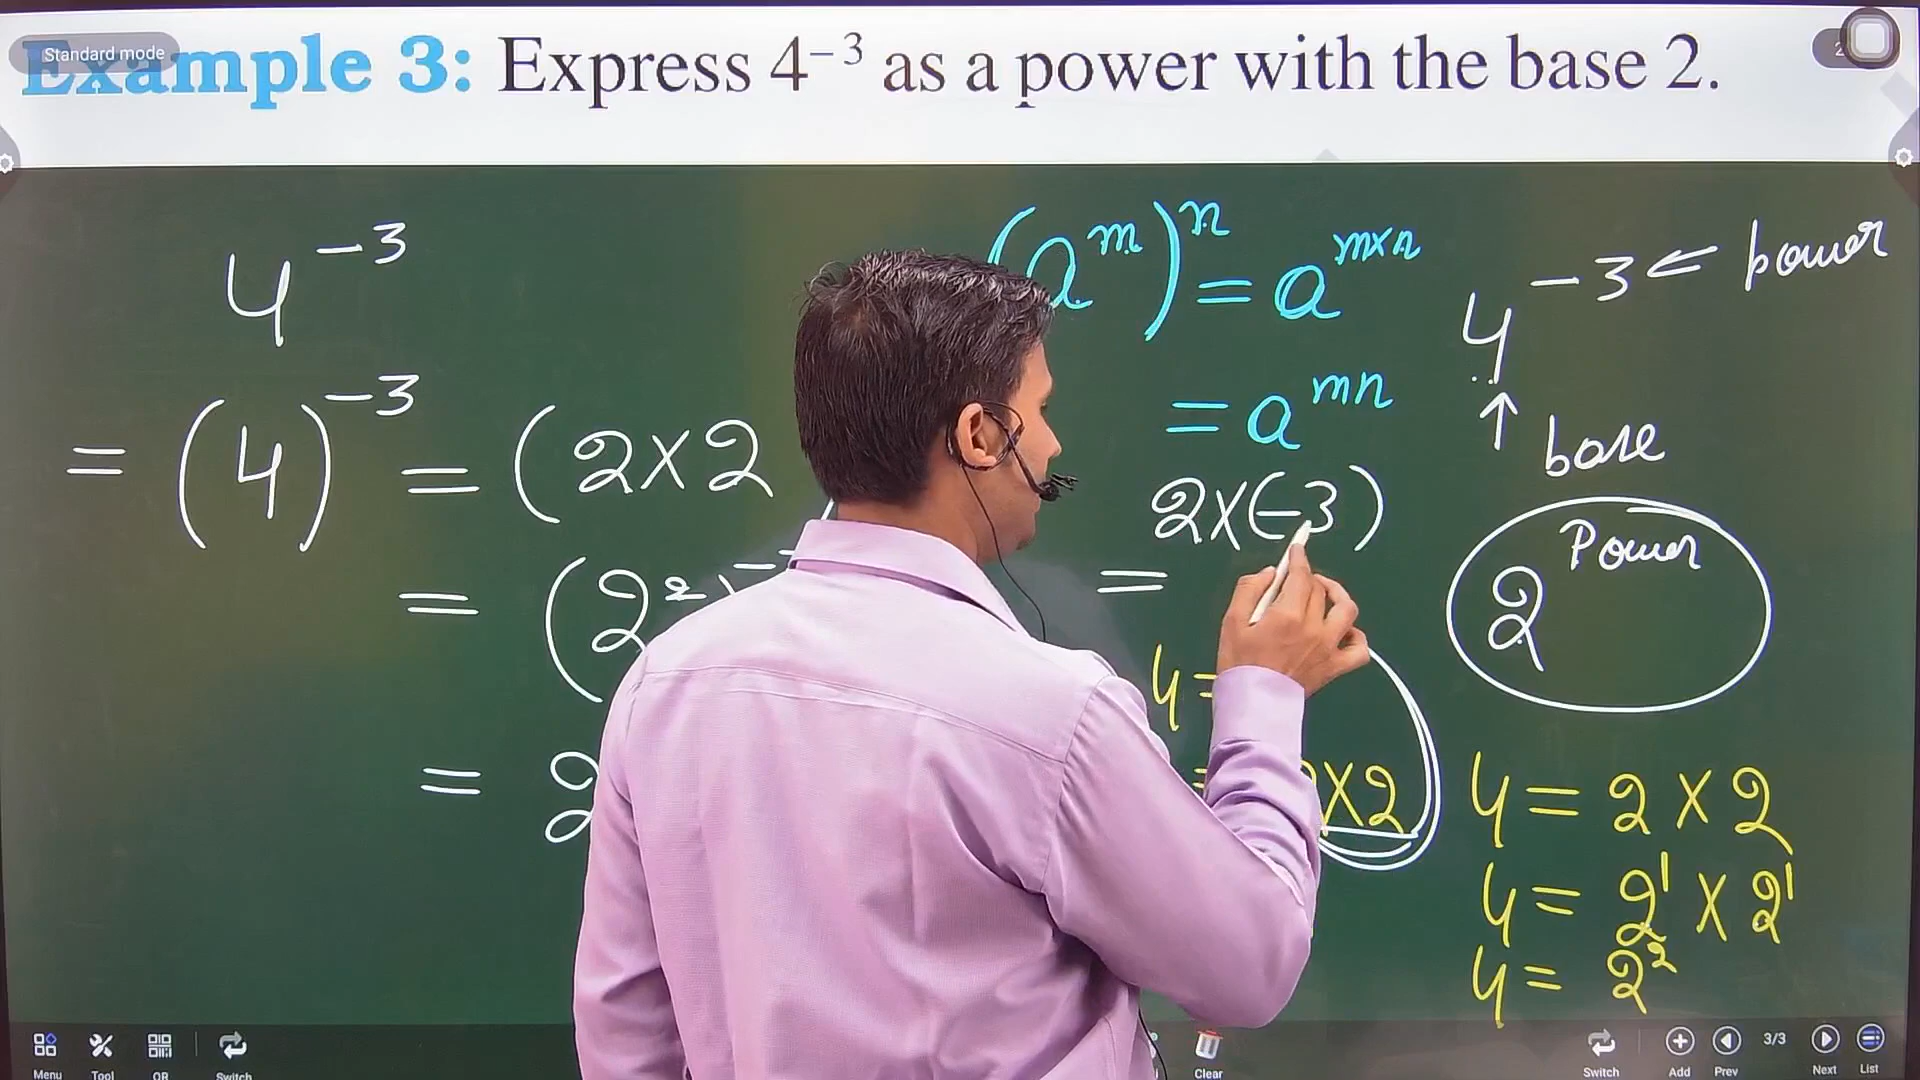 Standard mode
Example 3: Express 4⁻³ as a power with the base 2.
4⁻³
= (4)⁻³ = (2×2
= (2²)
= 2
(aᵐ)ⁿ = aᵐˣⁿ
= aᵐⁿ
2×(-3)
=
4 =
×2
4⁻³ ← power
↑
base
2 Power
4 = 2 × 2
4 = 2¹ × 2¹
4 = 2²
Menu Tool QR Switch Clear Switch Add Prev 3/3 Next List